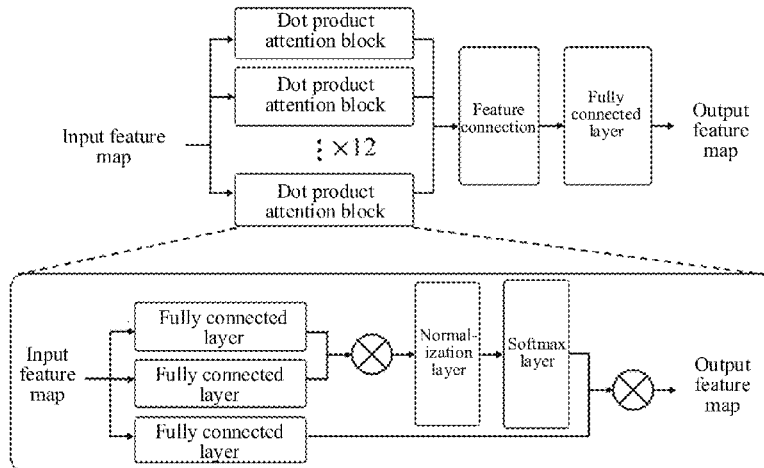 Dot product
attention block
Dot product
attention block
⋮ ×12
Dot product
attention block
Input feature
map
Feature
connection
Fully
connected
layer
Output
feature
map
Input
feature
map
Fully connected
layer
Fully connected
layer
Fully connected
layer
Normal-
ization
layer
Softmax
layer
Output
feature
map